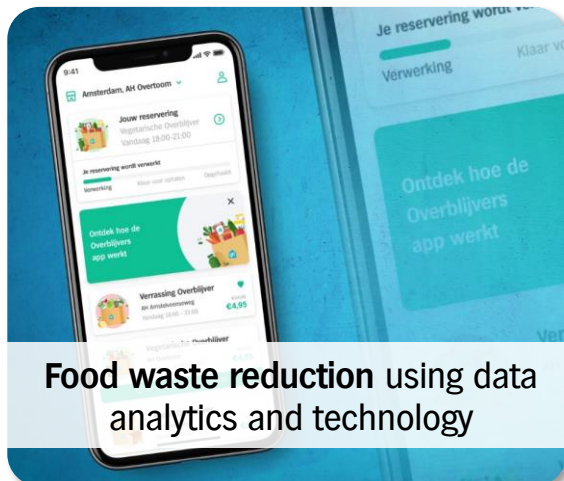 9:41
Amsterdam, AH Overtoom
Jouw reservering
Vegetarische Overblijver
Vandaag 18:00-21:00
Je reservering wordt verwerkt
Verwerking Klaar voor ophalen Opgehaald
Ontdek hoe de
Overblijvers
app werkt
Verrassing Overblijver
AH Amstelveenseweg
Vandaag 18:00 - 21:00
€4,95
Vegetarische Overblijver
Je reservering wordt
Verwerking Klaar vo
Ontdek hoe de
Overblijvers
app werkt
Ver
Food waste reduction using data
analytics and technology